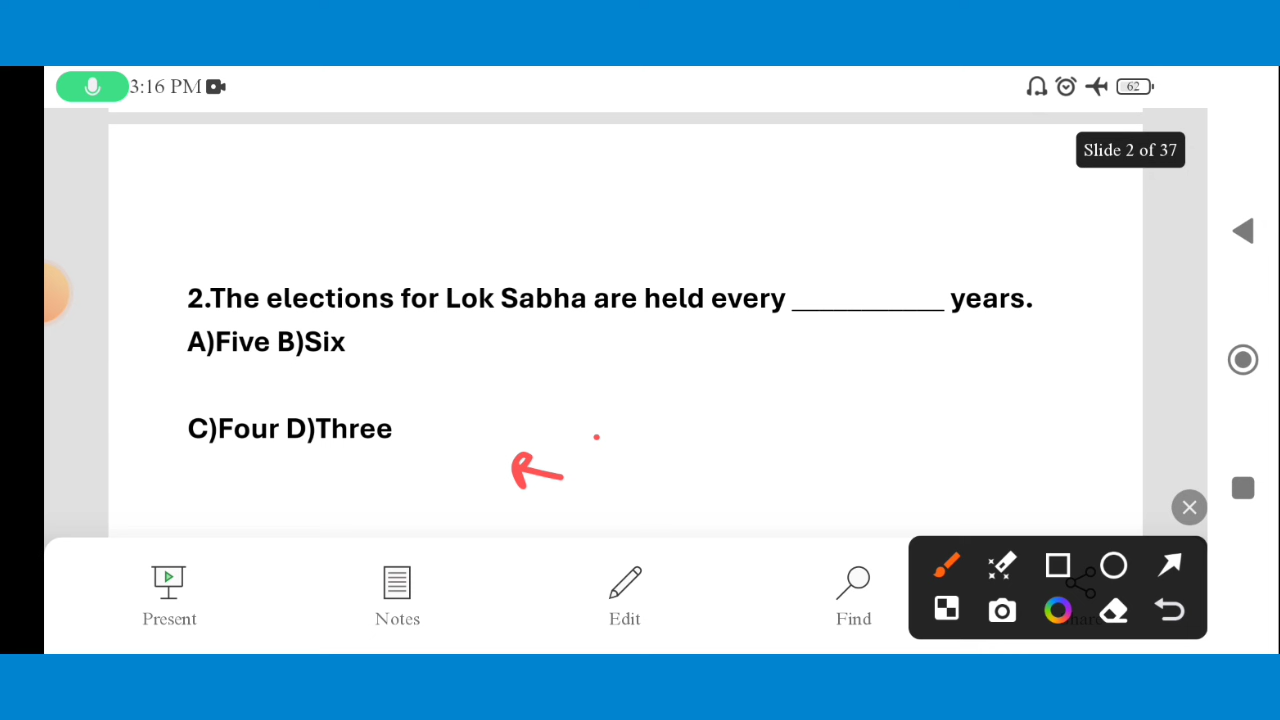 3:16 PM
62
Slide 2 of 37
2.The elections for Lok Sabha are held every ___________ years.
A)Five B)Six
C)Four D)Three
Present
Notes
Edit
Find